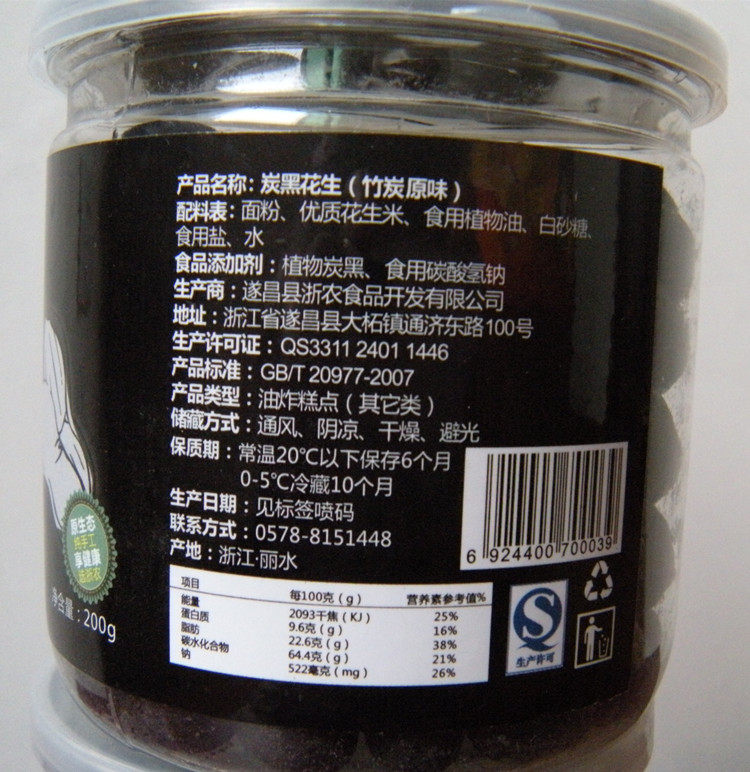 产品名称：炭黑花生（竹炭原味）
配料表：面粉、优质花生米、食用植物油、白砂糖、
食用盐、水
食品添加剂：植物炭黑、食用碳酸氢钠
生产商：遂昌县浙农食品开发有限公司
地址：浙江省遂昌县大柘镇通济东路100号
生产许可证：QS3311 2401 1446
产品标准：GB/T 20977-2007
产品类型：油炸糕点（其它类）
储藏方式：通风、阴凉、干燥、避光
保质期：常温20℃以下保存6个月
0-5℃冷藏10个月
生产日期：见标签喷码
联系方式：0578-8151448
产地：浙江·丽水
6 924400 700039
原生态
纯手工
享健康
选浙农
净含量：200g
项目 每100克（g） 营养素参考值%
能量 2093千焦（KJ） 25%
蛋白质 9.6克（g） 16%
脂肪 22.6克（g） 38%
碳水化合物 64.4克（g） 21%
钠 522毫克（mg） 26%
生产许可